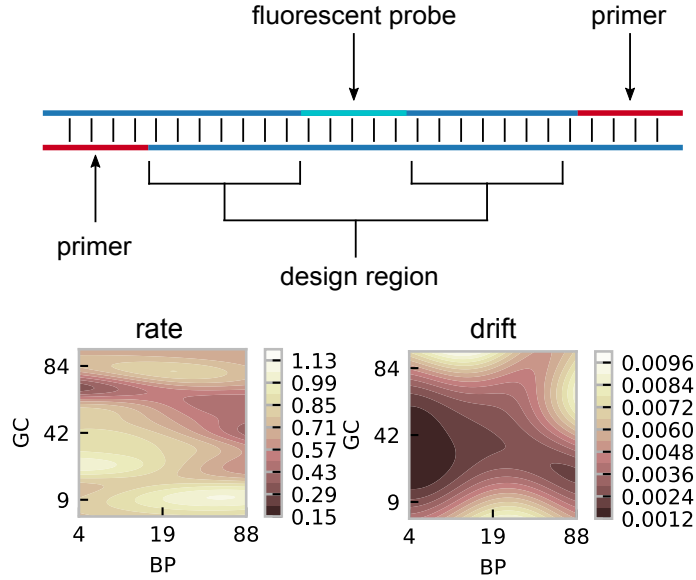 fluorescent probe
primer
primer
design region
rate
drift
GC
84
42
9
4
19
88
BP
1.13
0.99
0.85
0.71
0.57
0.43
0.29
0.15
GC
84
42
9
4
19
88
BP
0.0096
0.0084
0.0072
0.0060
0.0048
0.0036
0.0024
0.0012